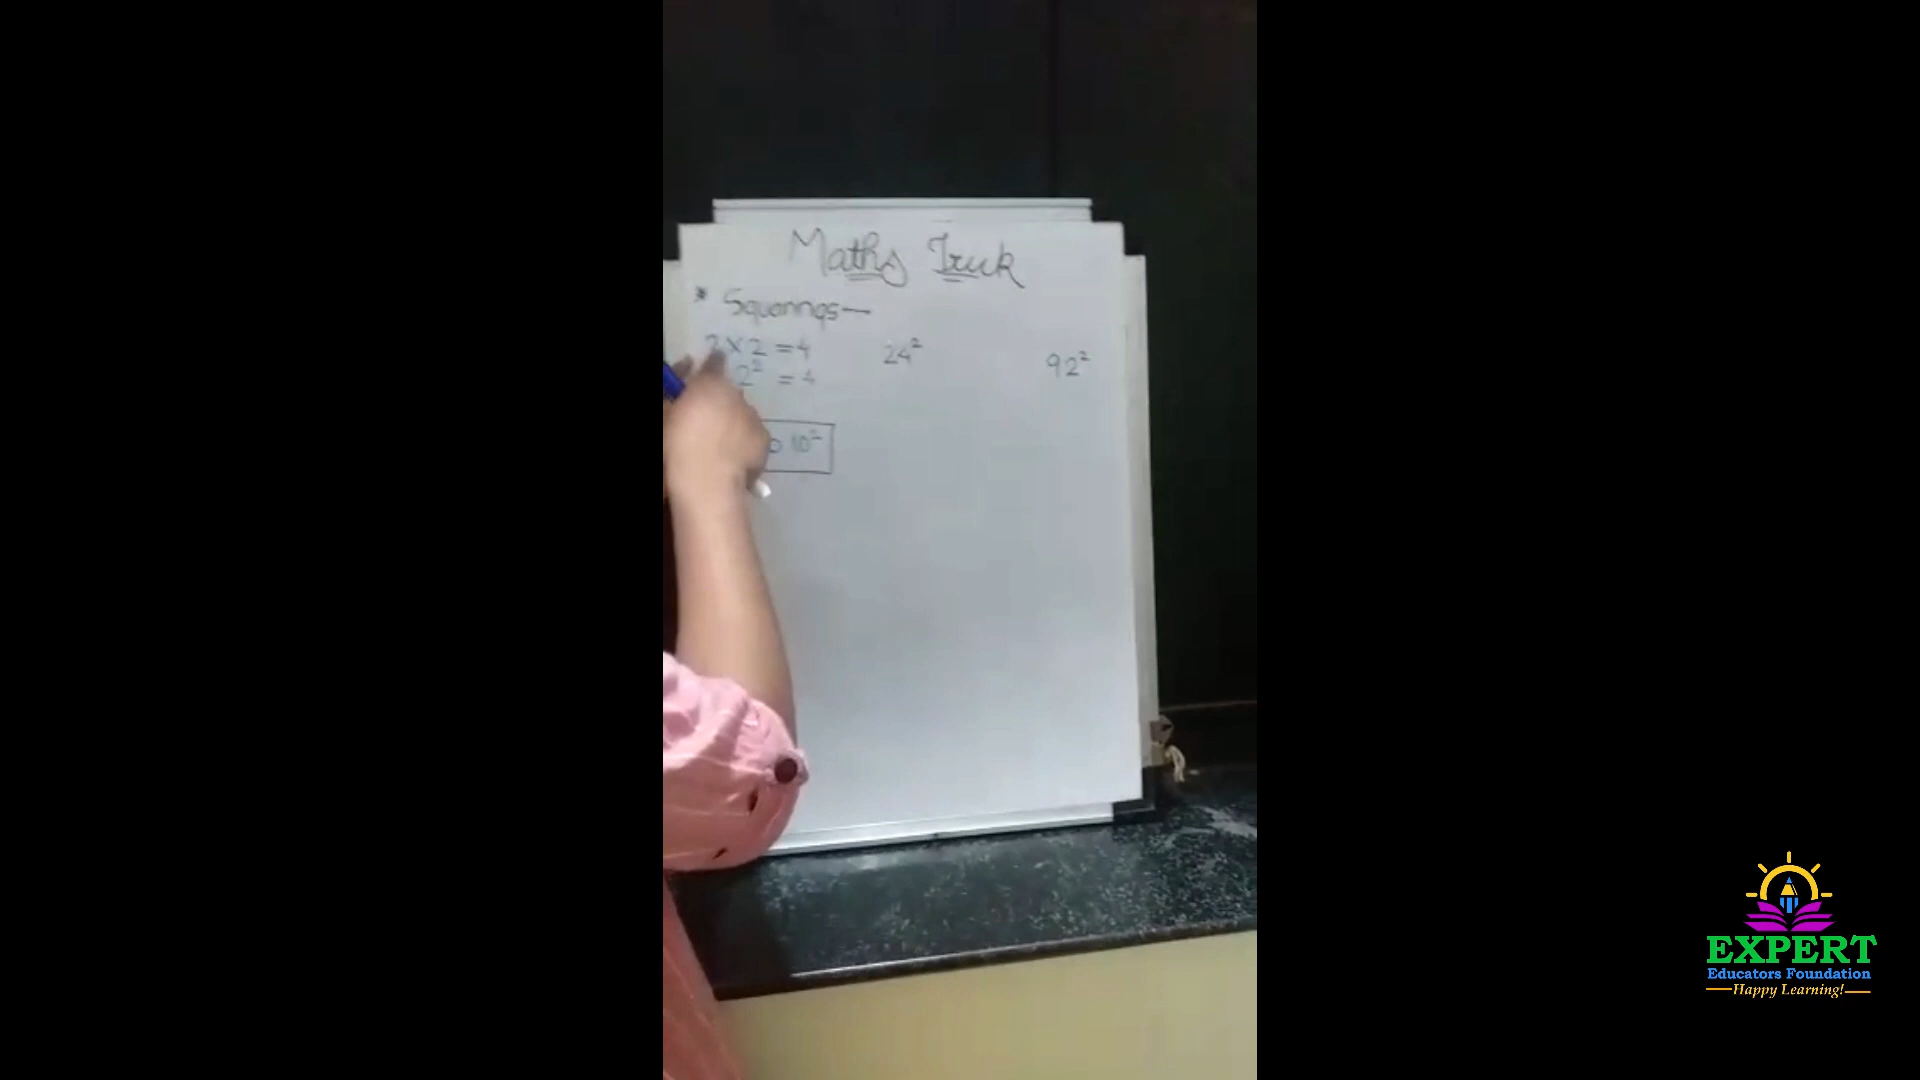 Maths Trick
* Squarings—
2 × 2 = 4
24²
92²
2² = 4
10²
EXPERT
Educators Foundation
Happy Learning!